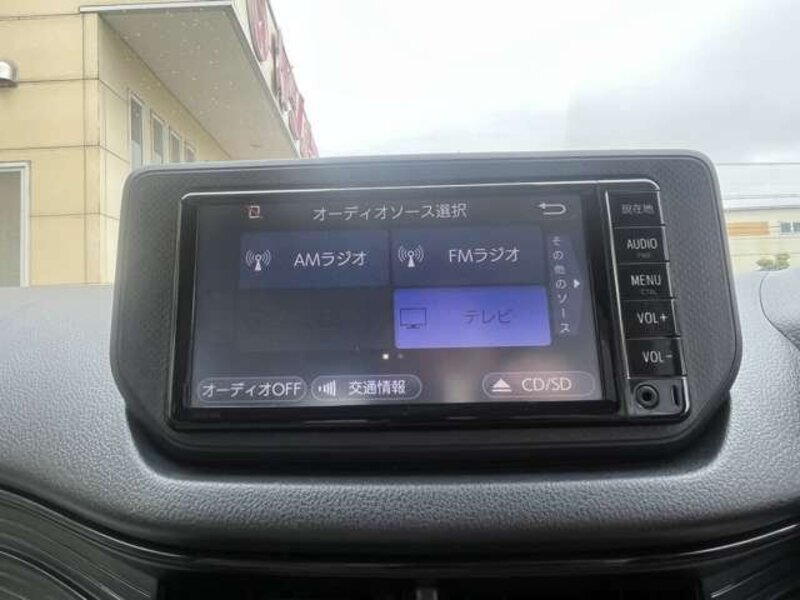 オーディオソース選択
AMラジオ
FMラジオ
その他のソース
テレビ
オーディオOFF
交通情報
CD/SD
現在地
AUDIO
PWR
MENU
CTRL
VOL+
VOL-